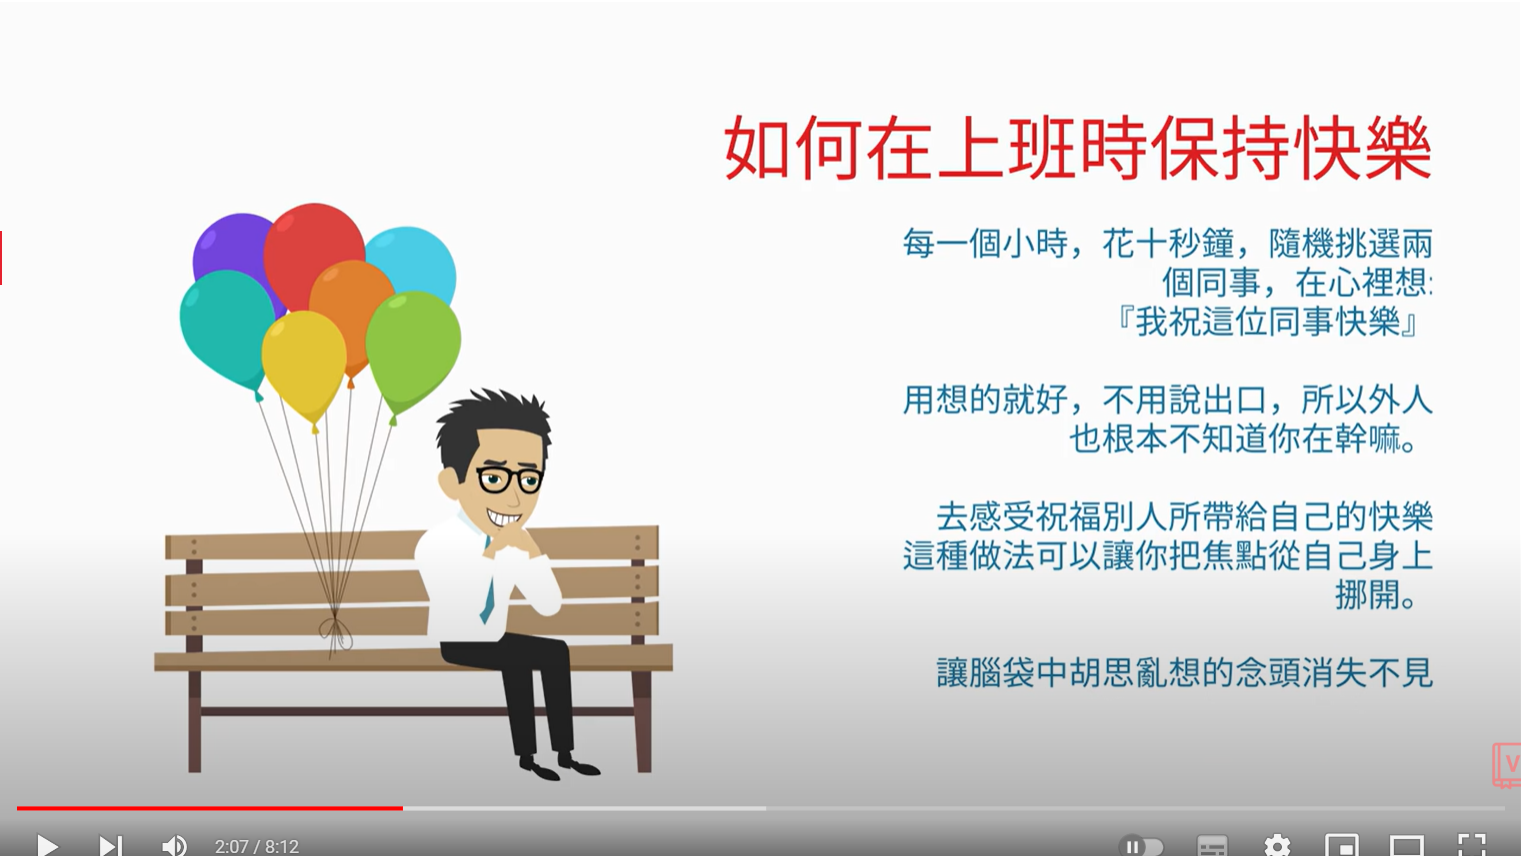 如何在上班時保持快樂
每一個小時，花十秒鐘，隨機挑選兩
個同事，在心裡想:
『我祝這位同事快樂』
用想的就好，不用說出口，所以外人
也根本不知道你在幹嘛。
去感受祝福別人所帶給自己的快樂
這種做法可以讓你把焦點從自己身上
挪開。
讓腦袋中胡思亂想的念頭消失不見
V
2:07 / 8:12